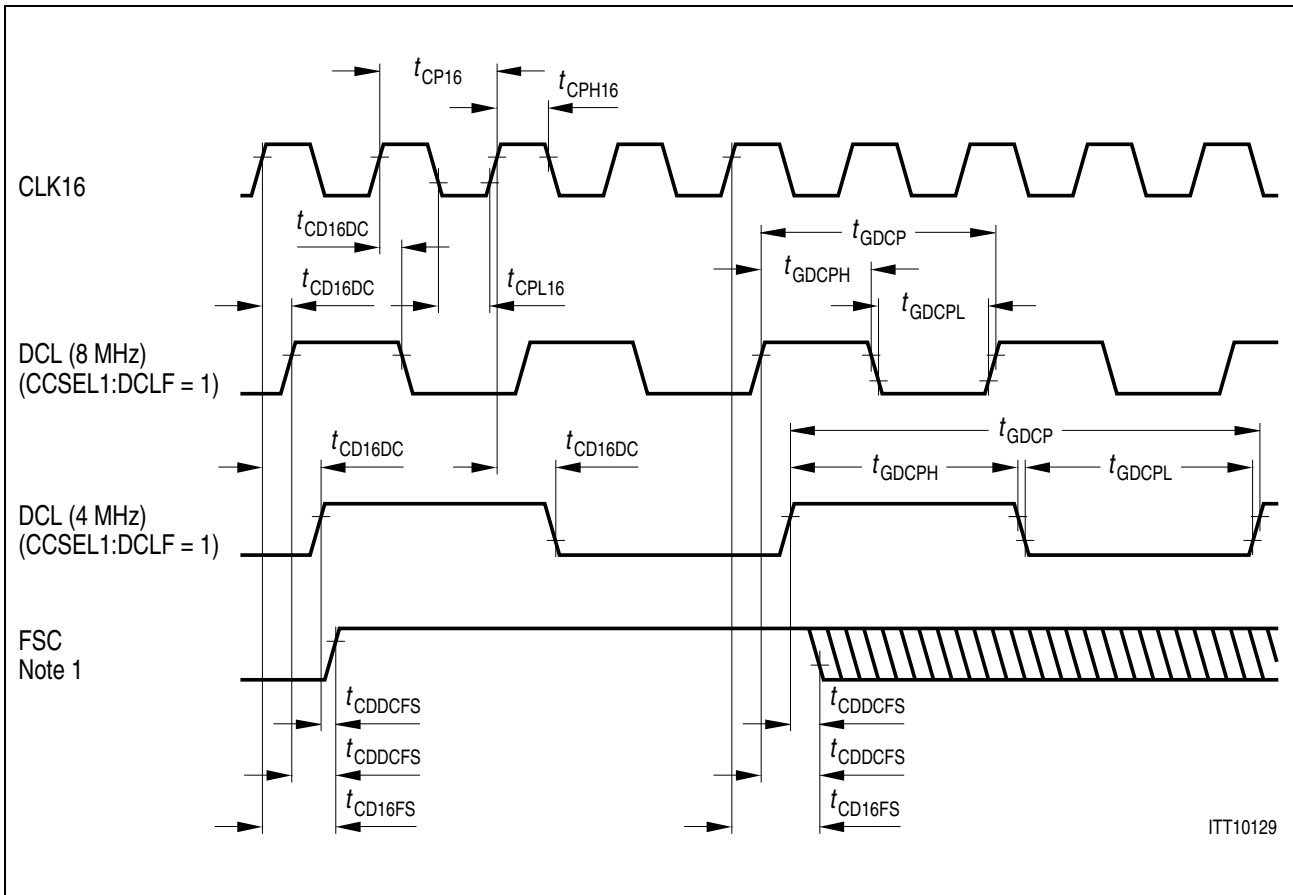 tCP16
tCPH16
CLK16
tCD16DC
tGDCP
tGDCPH
tCD16DC
tCPL16
tGDCPL
DCL (8 MHz)
(CCSEL1:DCLF = 1)
tGDCP
tCD16DC
tCD16DC
tGDCPH
tGDCPL
DCL (4 MHz)
(CCSEL1:DCLF = 1)
FSC
Note 1
tCDDCFS
tCDDCFS
tCDDCFS
tCDDCFS
tCD16FS
tCD16FS
ITT10129